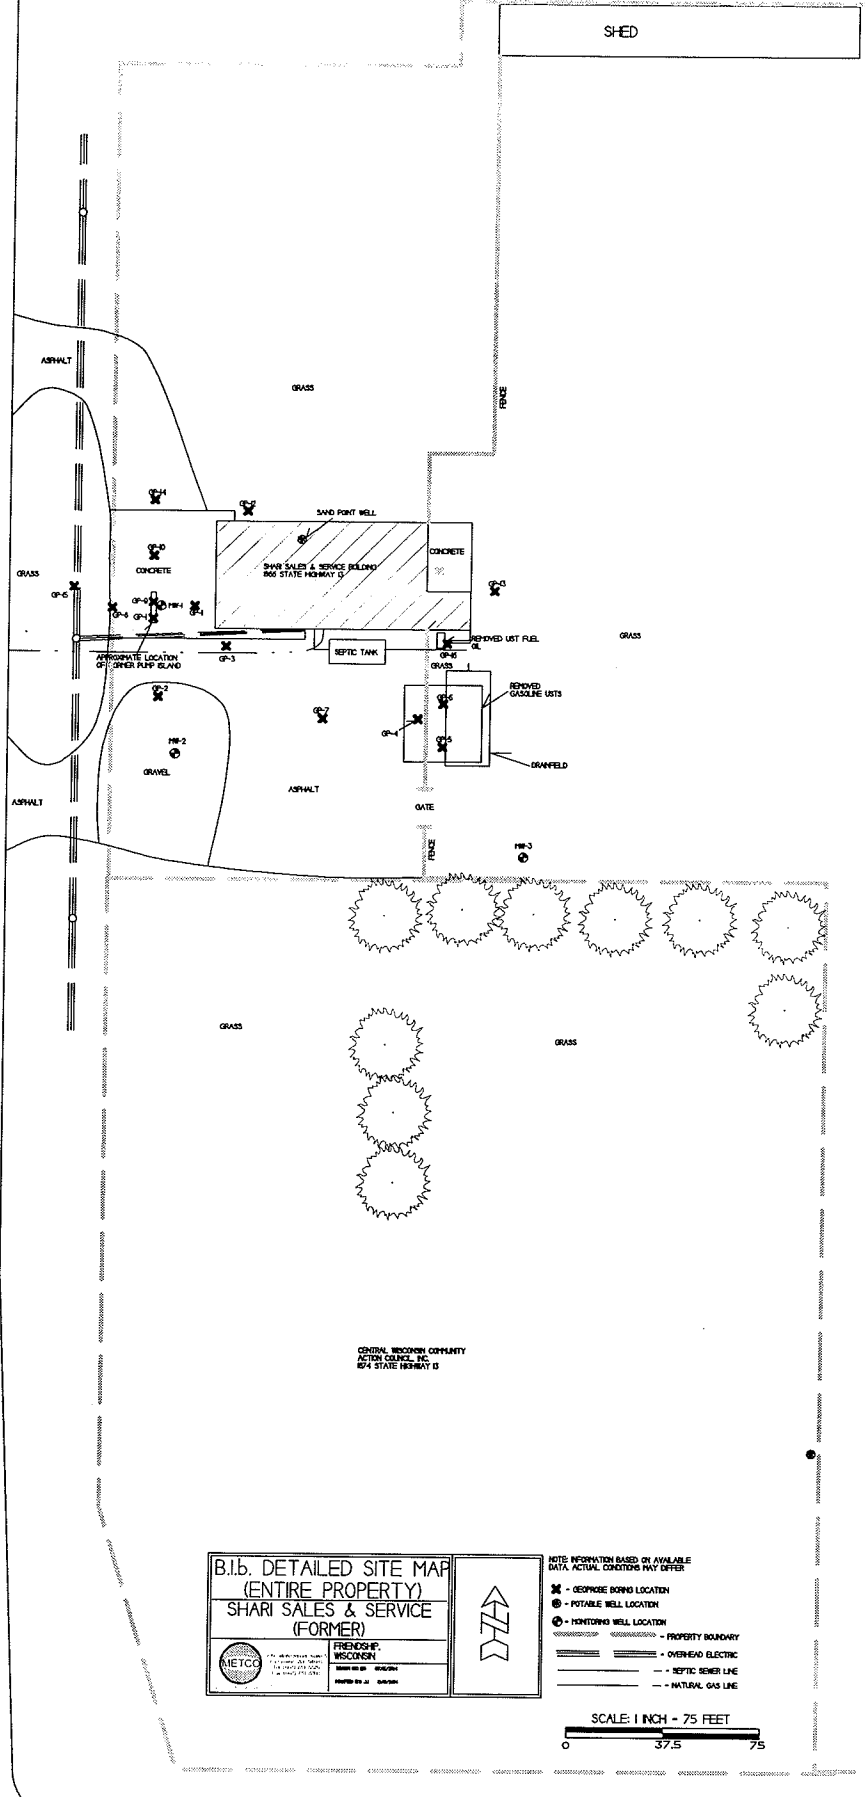 SHED
ASPHALT
GRASS
FENCE
GP-14
GP-12
SAND POINT WELL
GP-10
CONCRETE
CONCRETE
SHARI SALES & SERVICE BUILDING
1866 STATE HIGHWAY 13
GRASS
GP-13
GP-15
GP-9
MW-1
GP-8
GP-1
REMOVED UST FUEL
OIL
GRASS
SEPTIC TANK
GP-16
APPROXIMATE LOCATION
OF FORMER PUMP ISLAND
GP-3
GRASS
GP-2
REMOVED
GASOLINE USTS
GP-6
GP-7
GP-4
MW-2
GP-5
DRAINFIELD
GRAVEL
ASPHALT
ASPHALT
GATE
FENCE
MW-3
GRASS
GRASS
CENTRAL WISCONSIN COMMUNITY
ACTION COUNCIL, INC.
1874 STATE HIGHWAY 13
B.1.b. DETAILED SITE MAP
(ENTIRE PROPERTY)
SHARI SALES & SERVICE
(FORMER)
METCO
FRIENDSHIP,
WISCONSIN
N
NOTE: INFORMATION BASED ON AVAILABLE
DATA. ACTUAL CONDITIONS MAY DIFFER
- GEOPROBE BORING LOCATION
- POTABLE WELL LOCATION
- MONITORING WELL LOCATION
- PROPERTY BOUNDARY
- OVERHEAD ELECTRIC
- SEPTIC SEWER LINE
- NATURAL GAS LINE
SCALE: 1 INCH - 75 FEET
0 37.5 75